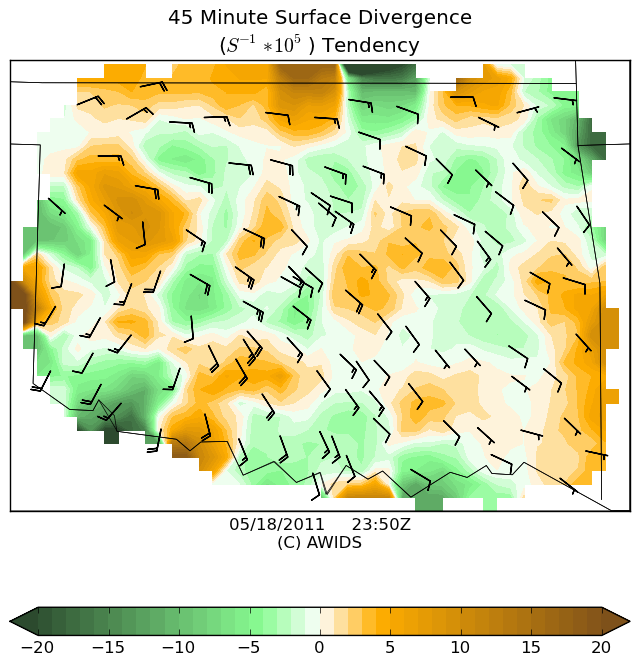 45 Minute Surface Divergence
(S⁻¹ * 10⁵ ) Tendency
05/18/2011 23:50Z
(C) AWIDS
−20 −15 −10 −5 0 5 10 15 20